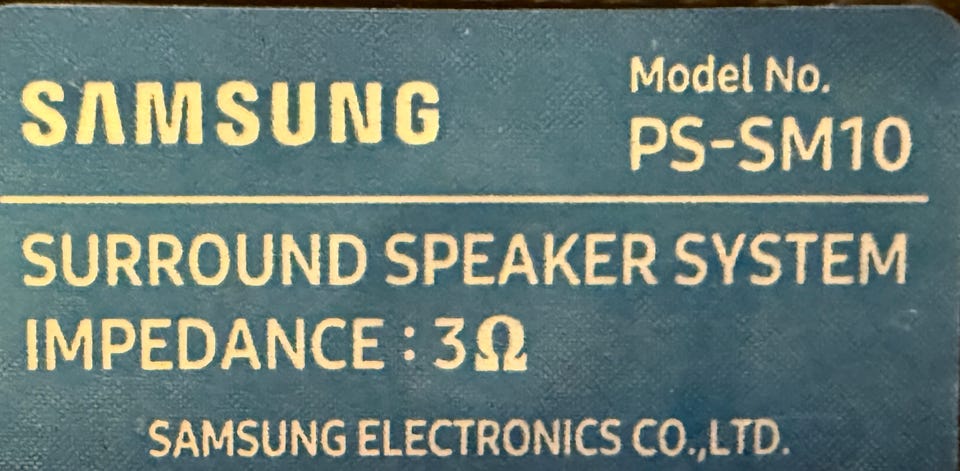 SAMSUNG
Model No.
PS-SM10
SURROUND SPEAKER SYSTEM
IMPEDANCE : 3Ω
SAMSUNG ELECTRONICS CO.,LTD.